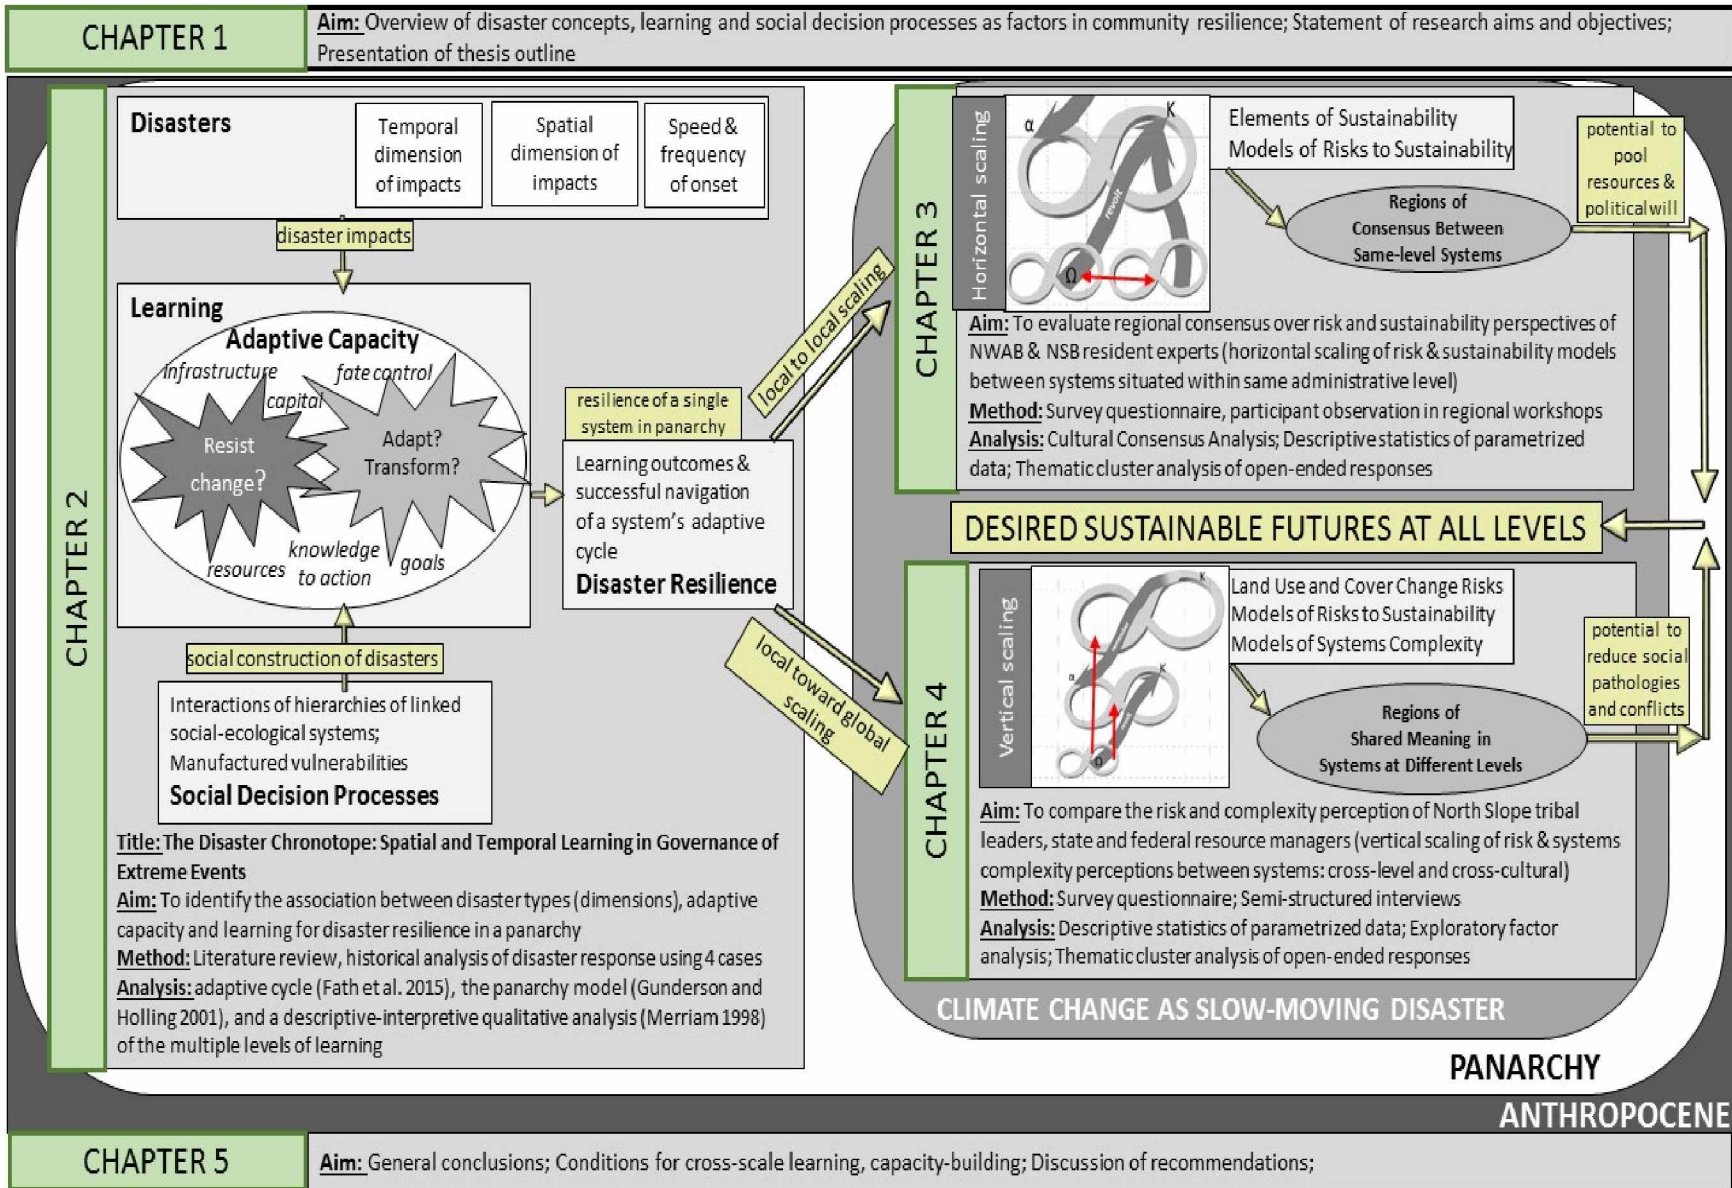 CHAPTER 1
Aim: Overview of disaster concepts, learning and social decision processes as factors in community resilience; Statement of research aims and objectives;
Presentation of thesis outline
CHAPTER 2
Disasters
Temporal
dimension
of impacts
Spatial
dimension of
impacts
Speed &
frequency
of onset
disaster impacts
Learning
Adaptive Capacity
infrastructure
fate control
capital
Resist
change?
Adapt?
Transform?
resources
knowledge
to action
goals
social construction of disasters
Interactions of hierarchies of linked
social-ecological systems;
Manufactured vulnerabilities
Social Decision Processes
resilience of a single
system in panarchy
Learning outcomes &
successful navigation
of a system's adaptive
cycle
Disaster Resilience
local to local scaling
local toward global
scaling
Title: The Disaster Chronotope: Spatial and Temporal Learning in Governance of
Extreme Events
Aim: To identify the association between disaster types (dimensions), adaptive
capacity and learning for disaster resilience in a panarchy
Method: Literature review, historical analysis of disaster response using 4 cases
Analysis: adaptive cycle (Fath et al. 2015), the panarchy model (Gunderson and
Holling 2001), and a descriptive-interpretive qualitative analysis (Merriam 1998)
of the multiple levels of learning
CHAPTER 3
Horizontal scaling
α
K
revolt
Ω
Elements of Sustainability
Models of Risks to Sustainability
Regions of
Consensus Between
Same-level Systems
potential to
pool
resources &
political will
Aim: To evaluate regional consensus over risk and sustainability perspectives of
NWAB & NSB resident experts (horizontal scaling of risk & sustainability models
between systems situated within same administrative level)
Method: Survey questionnaire, participant observation in regional workshops
Analysis: Cultural Consensus Analysis; Descriptive statistics of parametrized
data; Thematic cluster analysis of open-ended responses
DESIRED SUSTAINABLE FUTURES AT ALL LEVELS
CHAPTER 4
Vertical scaling
K
α
K
revolt
Ω
Land Use and Cover Change Risks
Models of Risks to Sustainability
Models of Systems Complexity
Regions of
Shared Meaning in
Systems at Different Levels
potential to
reduce social
pathologies
and conflicts
Aim: To compare the risk and complexity perception of North Slope tribal
leaders, state and federal resource managers (vertical scaling of risk & systems
complexity perceptions between systems: cross-level and cross-cultural)
Method: Survey questionnaire; Semi-structured interviews
Analysis: Descriptive statistics of parametrized data; Exploratory factor
analysis; Thematic cluster analysis of open-ended responses
CLIMATE CHANGE AS SLOW-MOVING DISASTER
PANARCHY
ANTHROPOCENE
CHAPTER 5
Aim: General conclusions; Conditions for cross-scale learning, capacity-building; Discussion of recommendations;